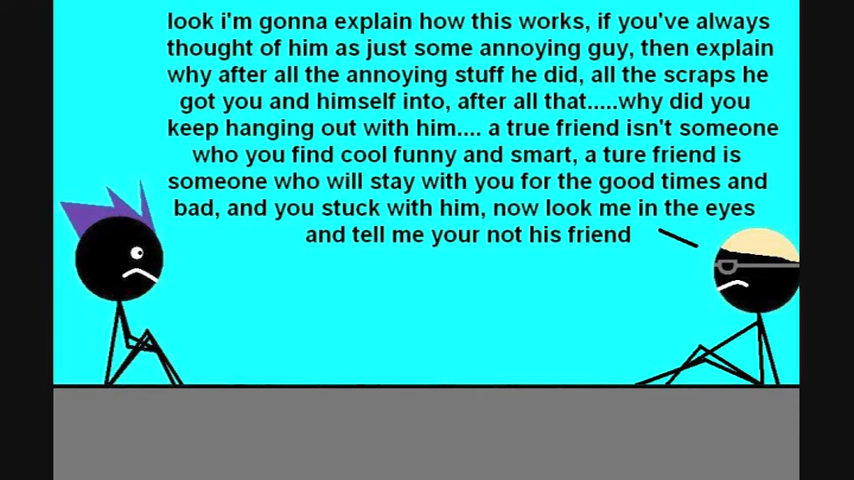 look i'm gonna explain how this works, if you've always
thought of him as just some annoying guy, then explain
why after all the annoying stuff he did, all the scraps he
got you and himself into, after all that.....why did you
keep hanging out with him.... a true friend isn't someone
who you find cool funny and smart, a ture friend is
someone who will stay with you for the good times and
bad, and you stuck with him, now look me in the eyes
and tell me your not his friend